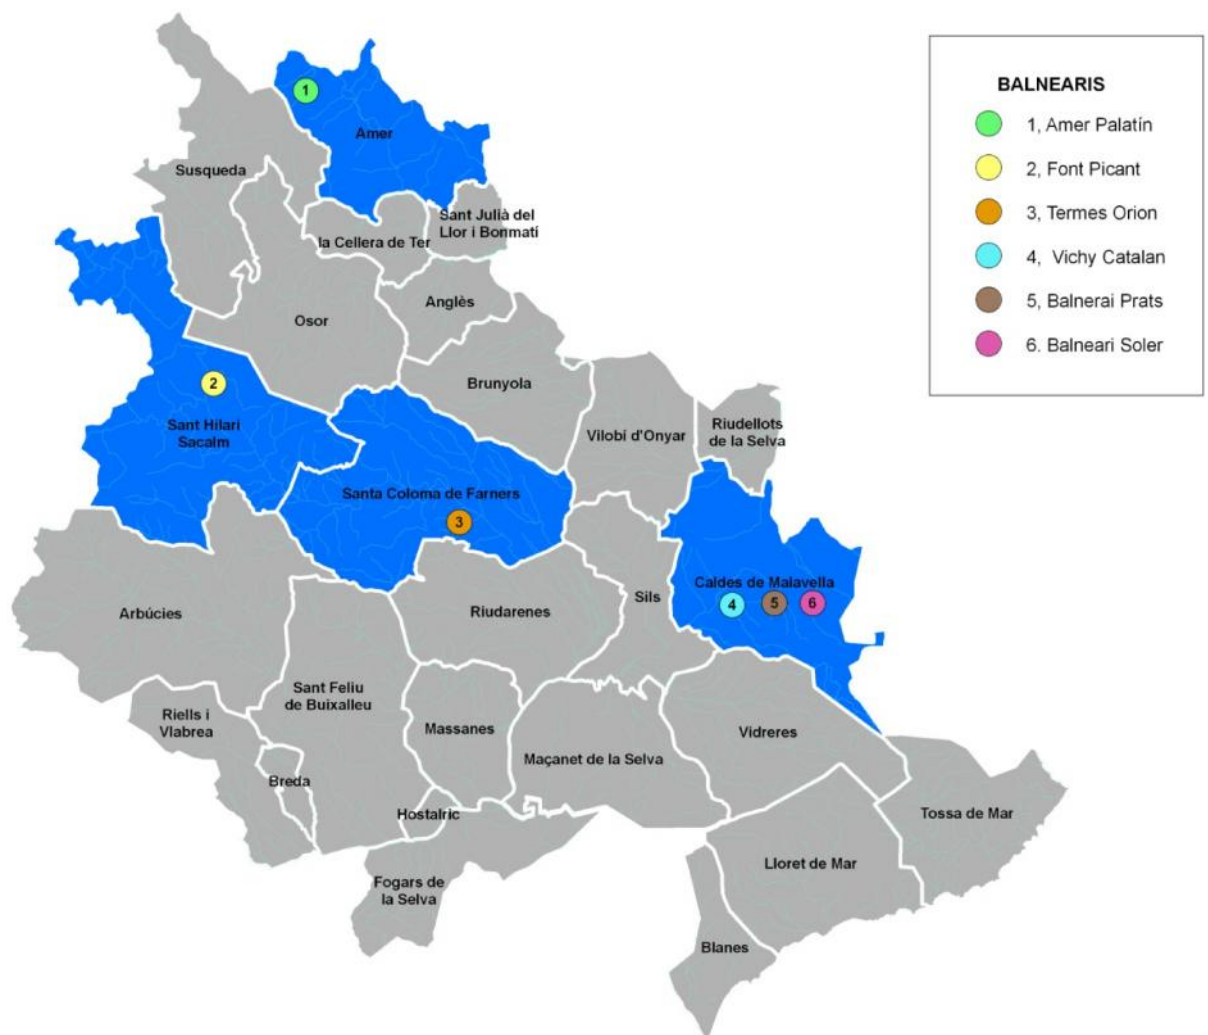 BALNEARIS
1, Amer Palatín
2, Font Picant
3, Termes Orion
4, Vichy Catalan
5, Balnerai Prats
6. Balneari Soler
1
Amer
Susqueda
Sant Julià del
Llor i Bonmatí
la Cellera de Ter
Anglès
Osor
2
Brunyola
Sant Hilari
Sacalm
Vilobí d'Onyar
Riudellots
de la Selva
Santa Coloma de Farners
3
Caldes de Malavella
4
5
6
Sils
Arbúcies
Riudarenes
Sant Feliu
de Buixalleu
Riells i
Vlabrea
Massanes
Vidreres
Maçanet de la Selva
Breda
Hostalric
Tossa de Mar
Lloret de Mar
Fogars de
la Selva
Blanes